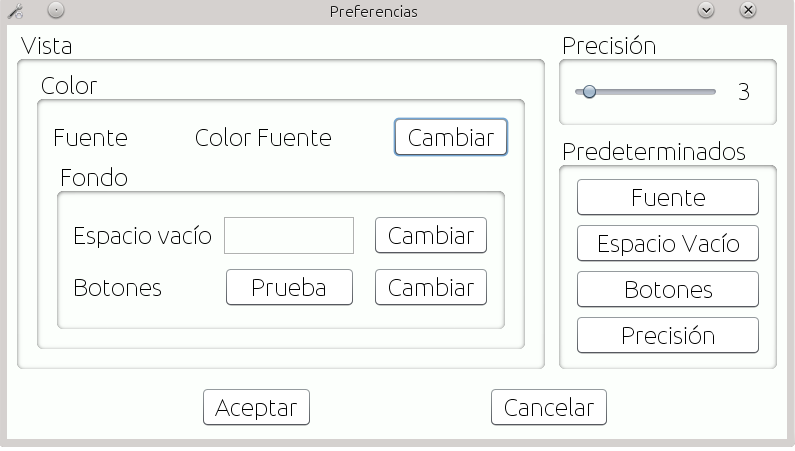 Preferencias
Vista
Color
Fuente Color Fuente Cambiar
Fondo
Espacio vacío Cambiar
Botones Prueba Cambiar
Precisión
3
Predeterminados
Fuente
Espacio Vacío
Botones
Precisión
Aceptar Cancelar